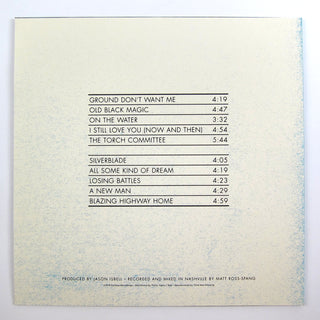 GROUND DON'T WANT ME 4:19
OLD BLACK MAGIC 4:47
ON THE WATER 3:32
I STILL LOVE YOU (NOW AND THEN) 4:54
THE TORCH COMMITTEE 5:44
SILVERBLADE 4:05
ALL SOME KIND OF DREAM 4:19
LOSING BATTLES 4:23
A NEW MAN 4:29
BLAZING HIGHWAY HOME 4:59
PRODUCED BY JASON ISBELL – RECORDED AND MIXED IN NASHVILLE BY MATT ROSS-SPANG